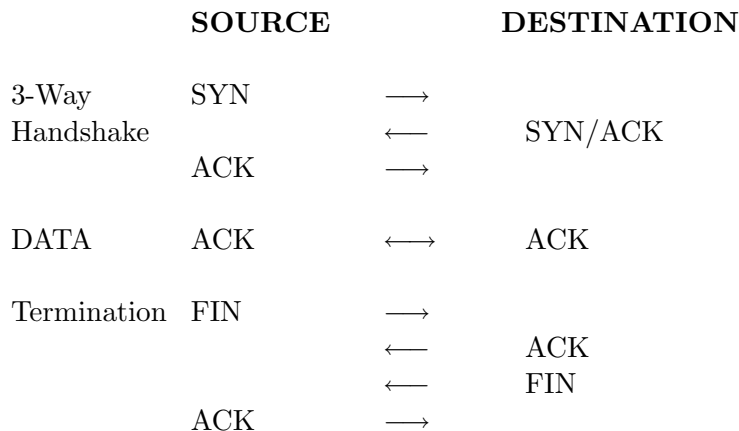 SOURCE DESTINATION
3-Way SYN ⟶
Handshake ⟵ SYN/ACK
ACK ⟶
DATA ACK ⟷ ACK
Termination FIN ⟶
⟵ ACK
⟵ FIN
ACK ⟶